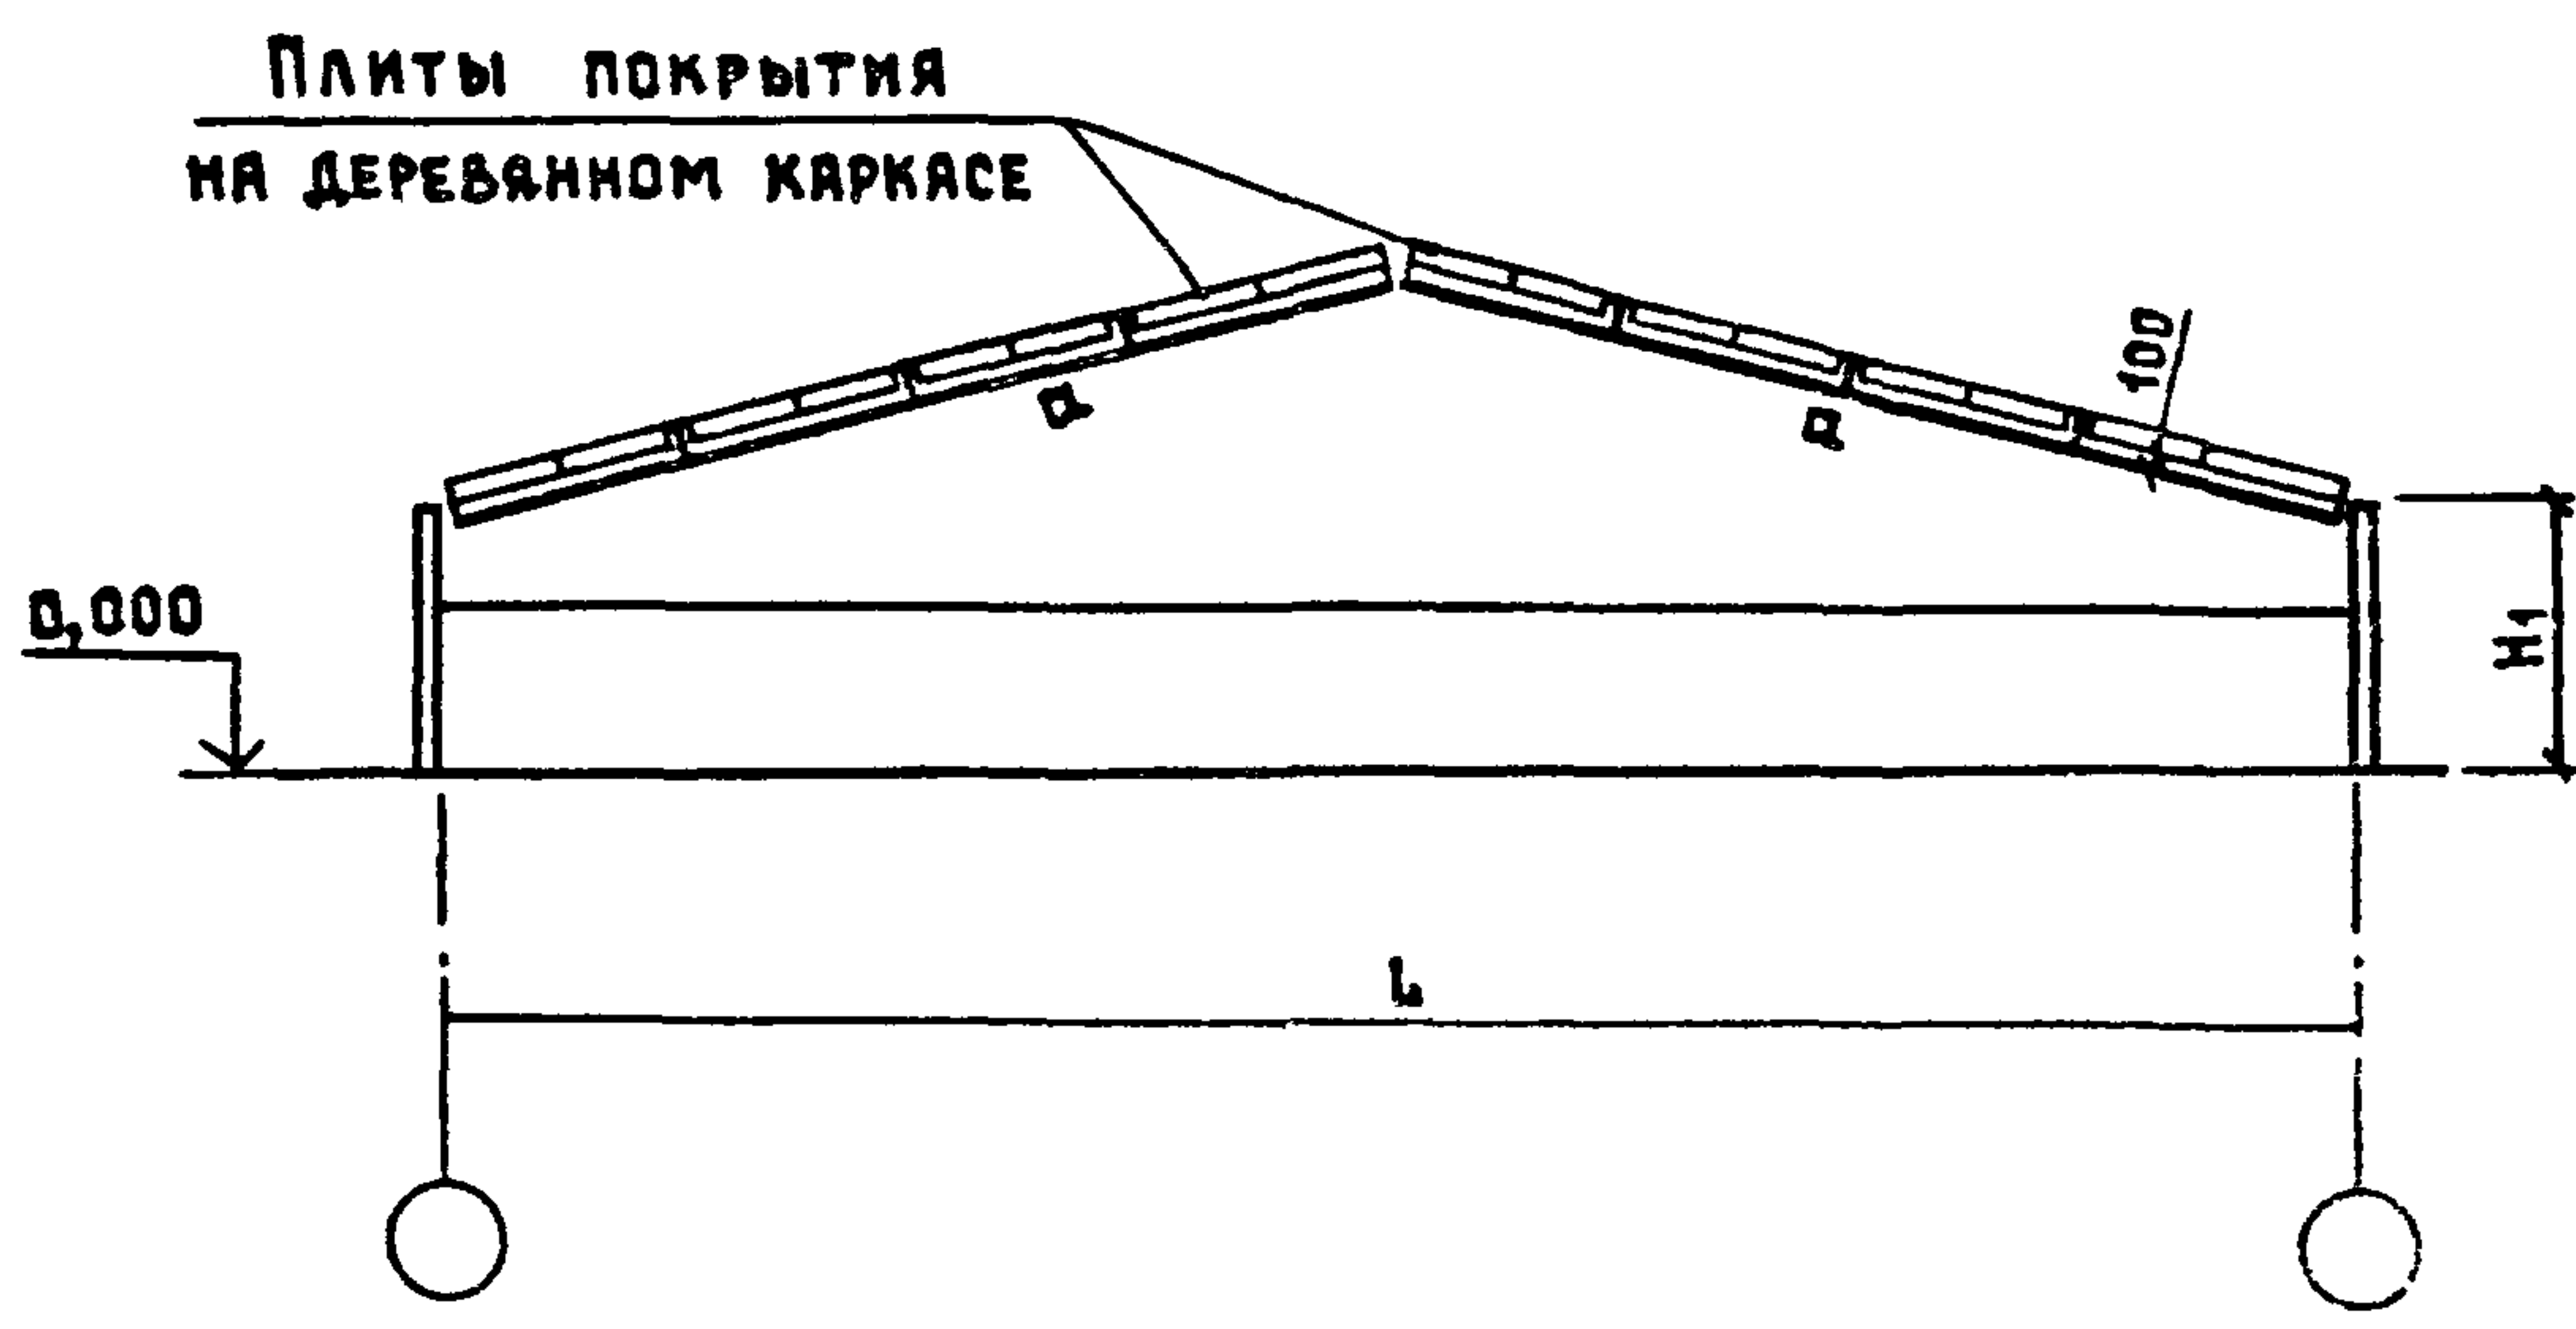 Плиты покрытия
на деревянном каркасе
100
а
а
0,000
H1
L